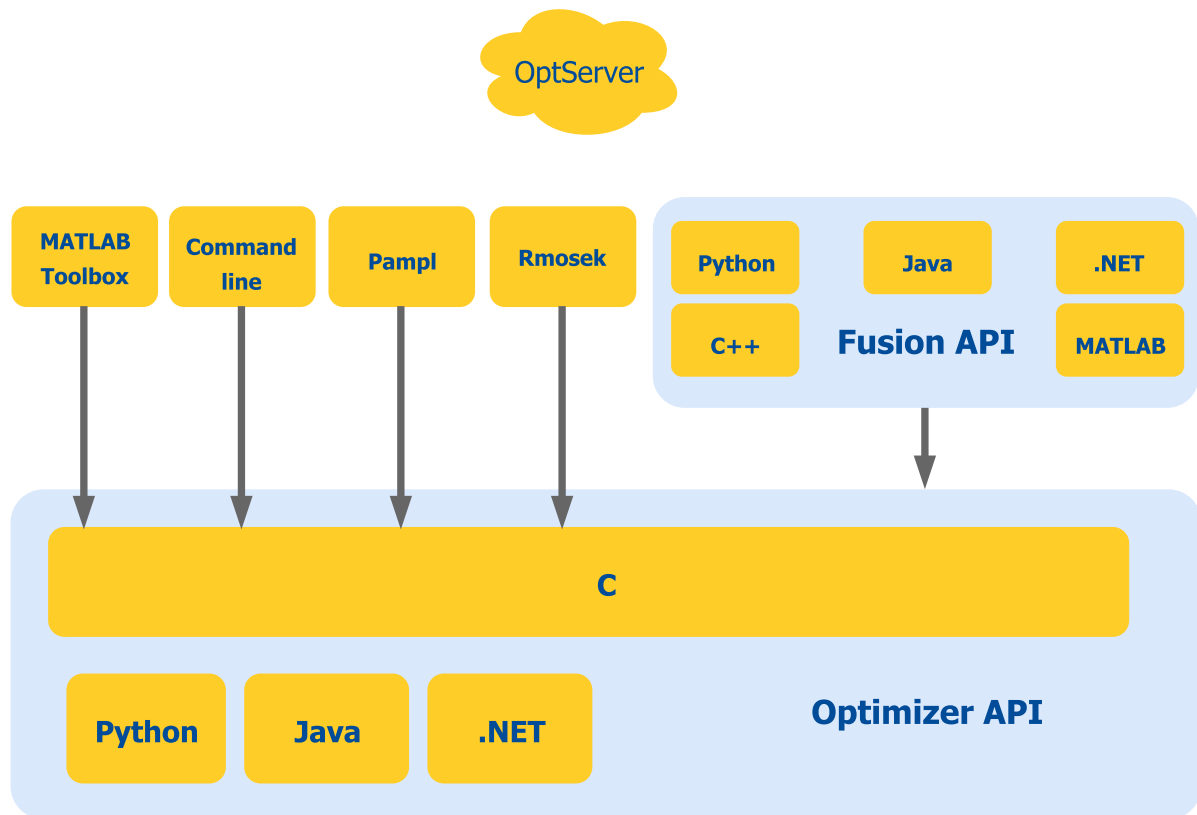 OptServer
MATLAB
Toolbox
Command
line
Pampl
Rmosek
Python
Java
.NET
C++
Fusion API
MATLAB
C
Python
Java
.NET
Optimizer API